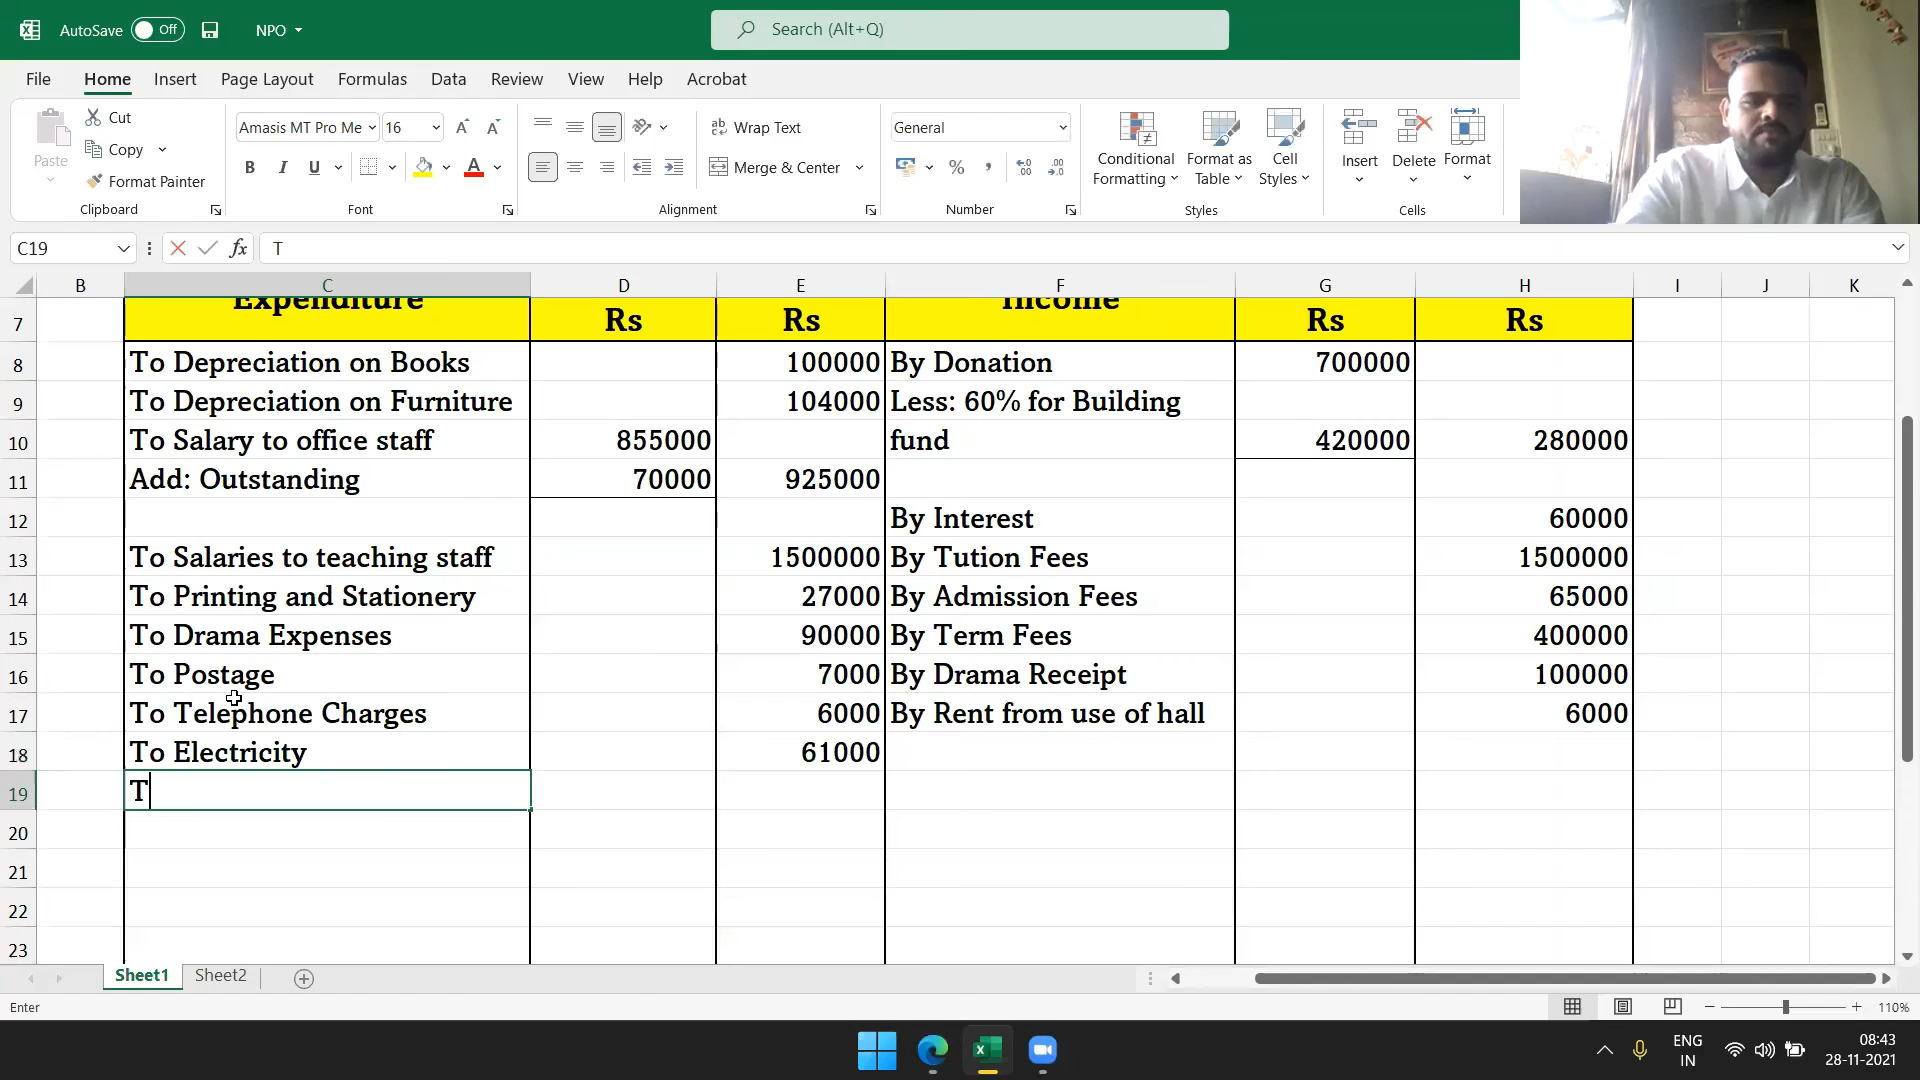 AutoSave Off NPO Search (Alt+Q)
File Home Insert Page Layout Formulas Data Review View Help Acrobat
Paste Cut Copy Format Painter Clipboard
Amasis MT Pro Me 16 A A B I U A Font
ab Wrap Text Merge & Center Alignment
General % , Number
Conditional Formatting Format as Table Cell Styles Styles
Insert Delete Format Cells
C19 fx T
B C D E F G H I J K
7 Expenditure Rs Rs Income Rs Rs
8 To Depreciation on Books 100000 By Donation 700000
9 To Depreciation on Furniture 104000 Less: 60% for Building
10 To Salary to office staff 855000 fund 420000 280000
11 Add: Outstanding 70000 925000
12 By Interest 60000
13 To Salaries to teaching staff 1500000 By Tution Fees 1500000
14 To Printing and Stationery 27000 By Admission Fees 65000
15 To Drama Expenses 90000 By Term Fees 400000
16 To Postage 7000 By Drama Receipt 100000
17 To Telephone Charges 6000 By Rent from use of hall 6000
18 To Electricity 61000
19 T
20
21
22
23
Sheet1 Sheet2
Enter 110%
ENG 08:43
IN 28-11-2021